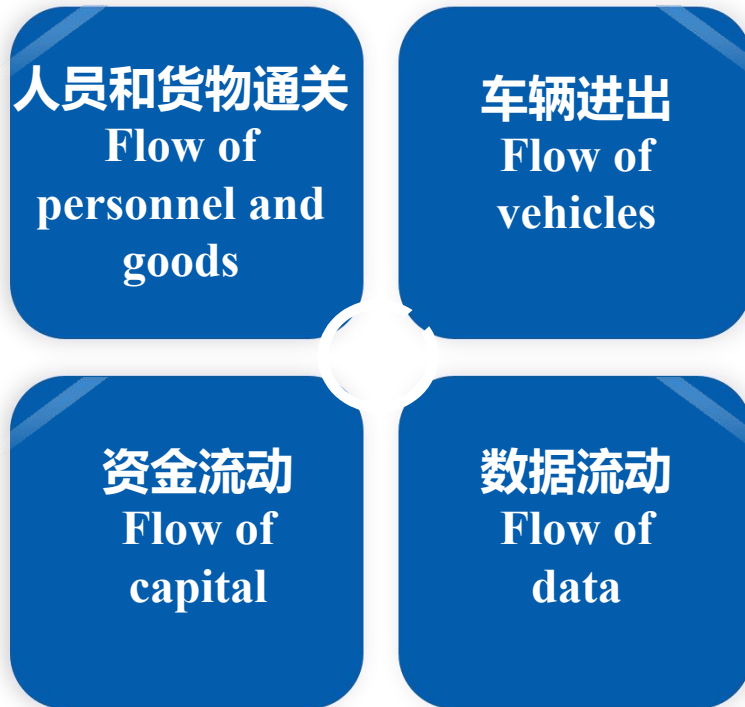 人员和货物通关
Flow of
personnel and
goods
车辆进出
Flow of
vehicles
资金流动
Flow of
capital
数据流动
Flow of
data